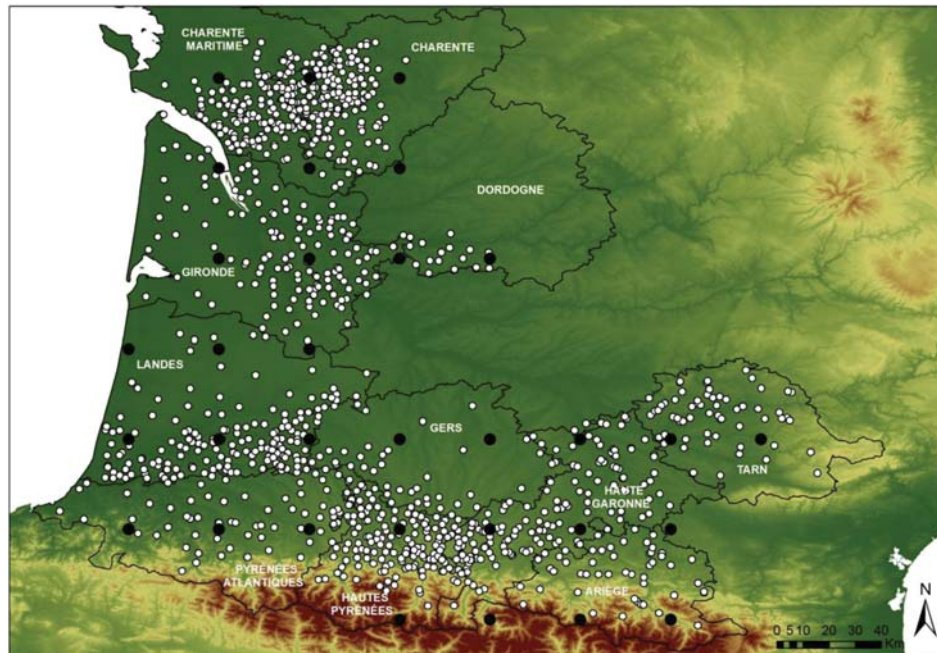 CHARENTE
MARITIME
CHARENTE
DORDOGNE
GIRONDE
LANDES
GERS
TARN
HAUTE
GARONNE
PYRÉNÉES
ATLANTIQUES
HAUTES
PYRÉNÉES
ARIÈGE
N
0 5 10 20 30 40
Km